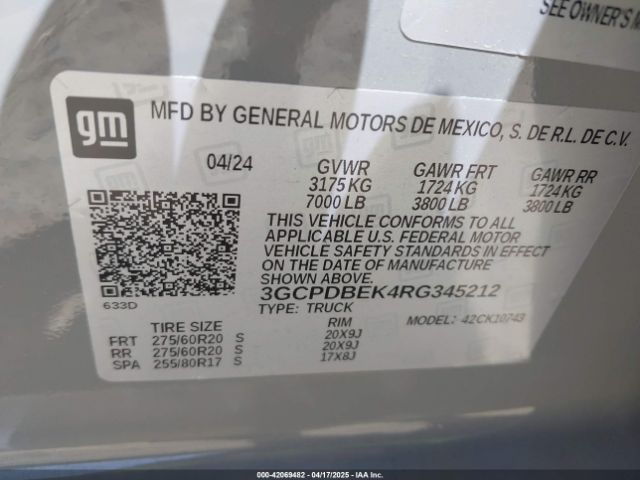 SEE OWNER'S
gm
MFD BY GENERAL MOTORS DE MEXICO, S. DE R.L. DE C.V.
04/24 GVWR GAWR FRT GAWR RR
3175 KG 1724 KG 1724 KG
7000 LB 3800 LB 3800 LB
THIS VEHICLE CONFORMS TO ALL
APPLICABLE U.S. FEDERAL MOTOR
VEHICLE SAFETY STANDARDS IN EFFECT
ON THE DATE OF MANUFACTURE
SHOWN ABOVE.
3GCPDBEK4RG345212
633D
TYPE: TRUCK MODEL: 42CK10743
TIRE SIZE RIM
FRT 275/60R20 S 20X9J
RR 275/60R20 S 20X9J
SPA 255/80R17 S 17X8J
000-42069482 - 04/17/2025 - IAA Inc.